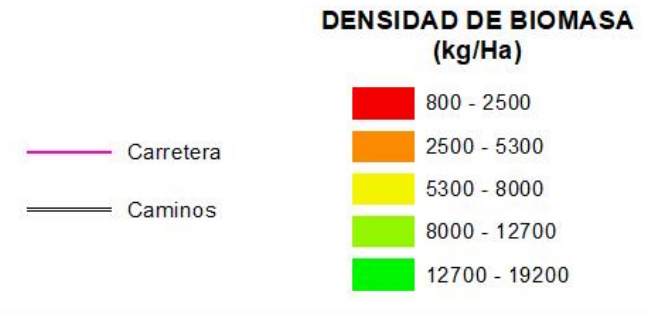 DENSIDAD DE BIOMASA
(kg/Ha)
800 - 2500
2500 - 5300
5300 - 8000
8000 - 12700
12700 - 19200
Carretera
Caminos